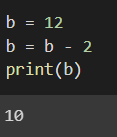 b = 12
b = b - 2
print(b)
10